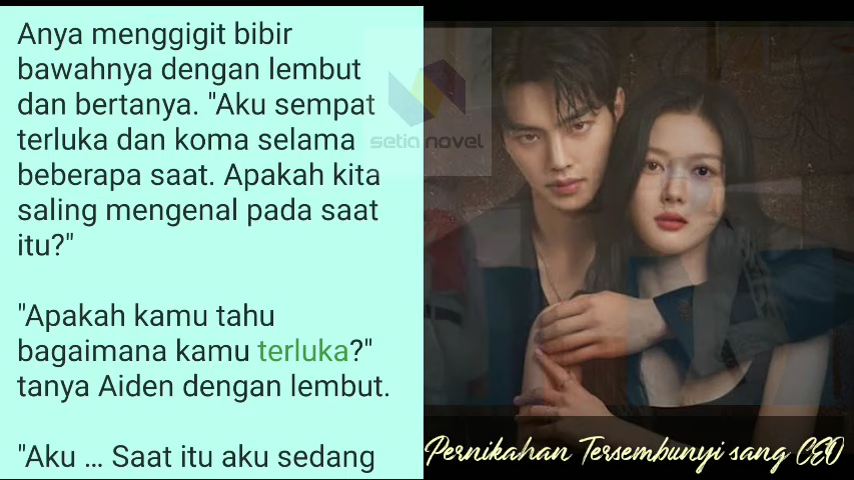 Anya menggigit bibir
bawahnya dengan lembut
dan bertanya. "Aku sempat
terluka dan koma selama
beberapa saat. Apakah kita
saling mengenal pada saat
itu?"
"Apakah kamu tahu
bagaimana kamu terluka?"
tanya Aiden dengan lembut.
"Aku ... Saat itu aku sedang
setia novel
Pernikahan Tersembunyi sang CEO